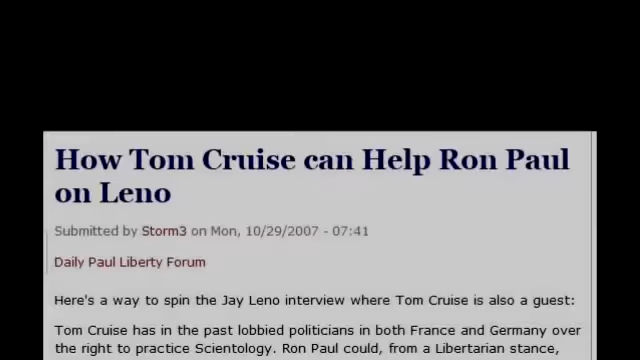 How Tom Cruise can Help Ron Paul
on Leno
Submitted by Storm3 on Mon, 10/29/2007 - 07:41
Daily Paul Liberty Forum
Here's a way to spin the Jay Leno interview where Tom Cruise is also a guest:
Tom Cruise has in the past lobbied politicians in both France and Germany over
the right to practice Scientology. Ron Paul could, from a Libertarian stance,